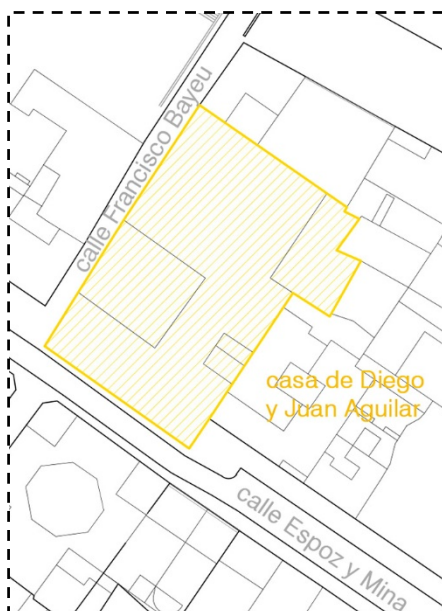 calle Francisco Bayeu
casa de Diego
y Juan Aguilar
calle Espoz y Mina